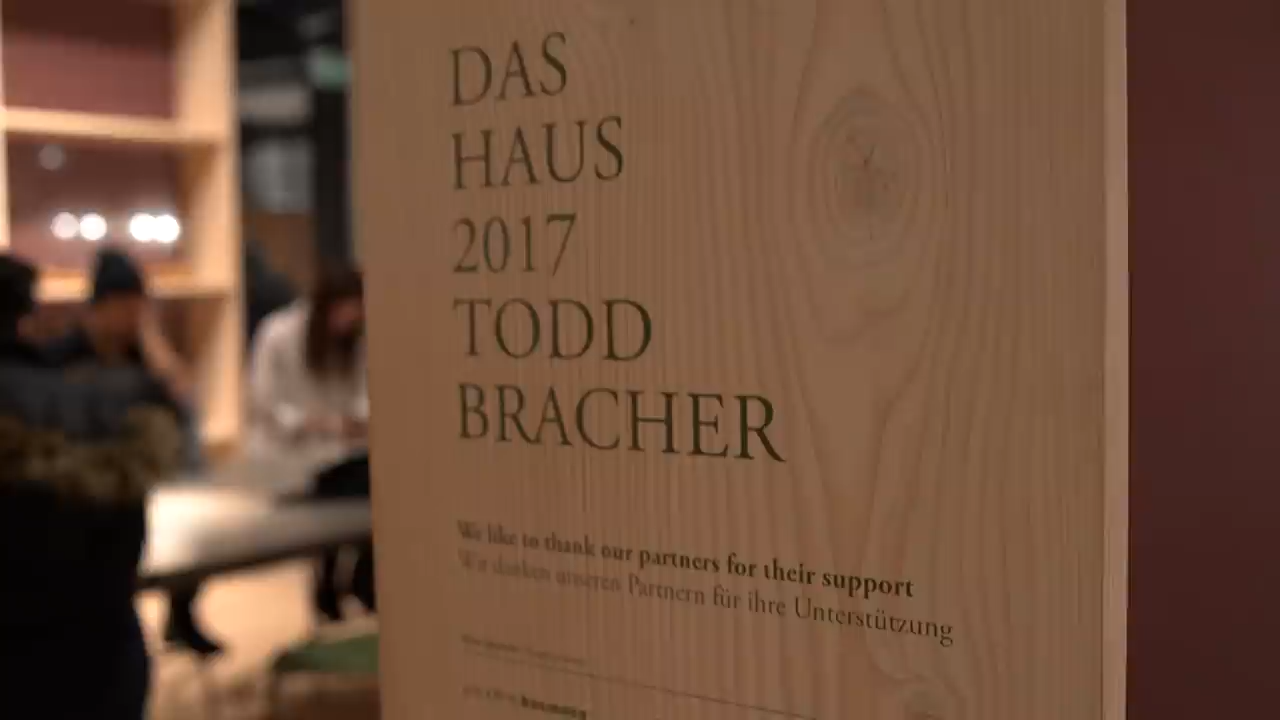 DAS
HAUS
2017
TODD
BRACHER
We like to thank our partners for their support
Wir danken unseren Partnern für ihre Unterstützung